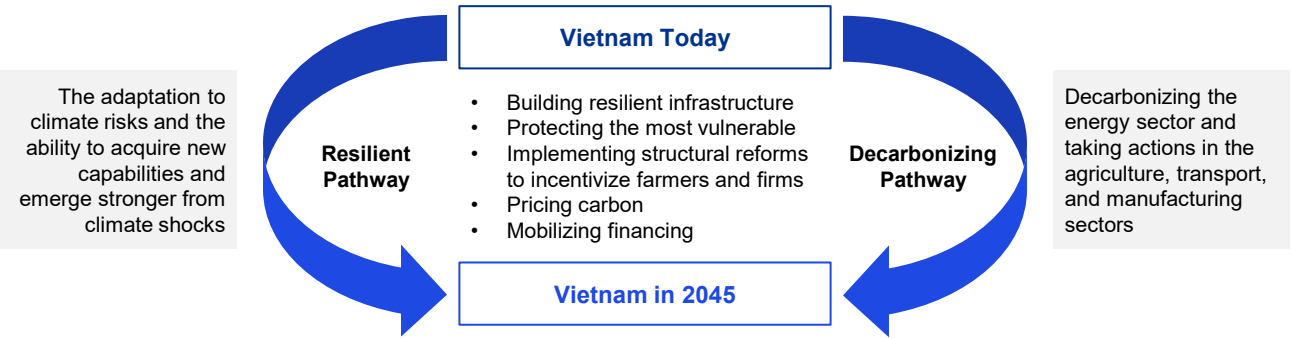 Vietnam Today
The adaptation to
climate risks and the
ability to acquire new
capabilities and
emerge stronger from
climate shocks
Resilient
Pathway
• Building resilient infrastructure
• Protecting the most vulnerable
• Implementing structural reforms
to incentivize farmers and firms
• Pricing carbon
• Mobilizing financing
Decarbonizing
Pathway
Decarbonizing the
energy sector and
taking actions in the
agriculture, transport,
and manufacturing
sectors
Vietnam in 2045